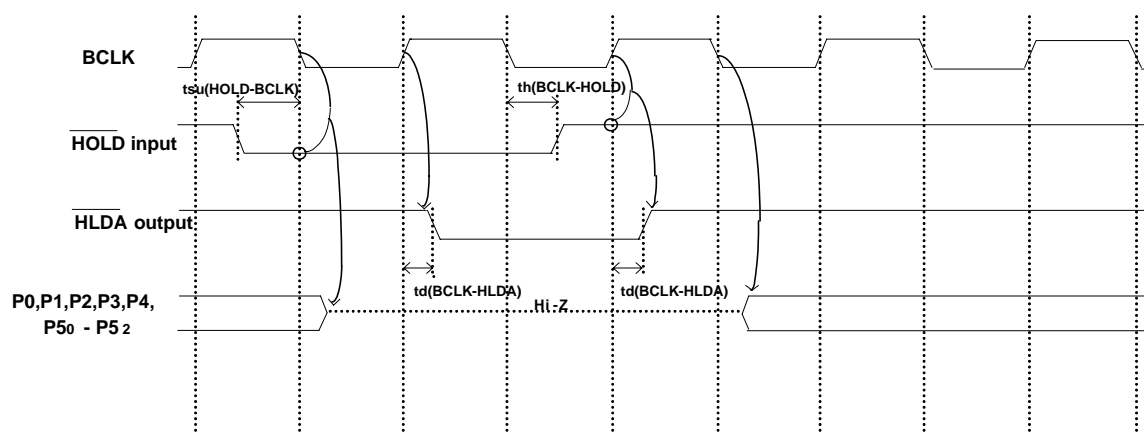 BCLK
tsu(HOLD-BCLK)
th(BCLK-HOLD)
HOLD input
HLDA output
td(BCLK-HLDA)
td(BCLK-HLDA)
P0,P1,P2,P3,P4,
P50 - P52
Hi-Z